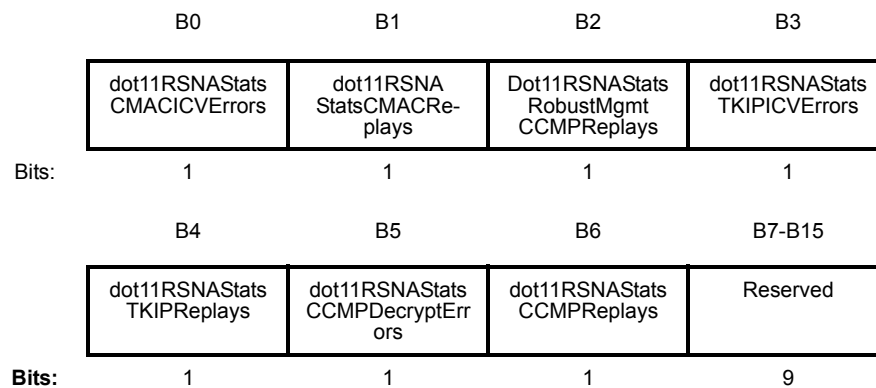 B0 B1 B2 B3
dot11RSNAStats dot11RSNA Dot11RSNAStats dot11RSNAStats
CMACICVErrors StatsCMACRe- RobustMgmt TKIPICVErrors
plays CCMPReplays
Bits: 1 1 1 1
B4 B5 B6 B7-B15
dot11RSNAStats dot11RSNAStats dot11RSNAStats Reserved
TKIPReplays CCMPDecryptErr CCMPReplays
ors
Bits: 1 1 1 9